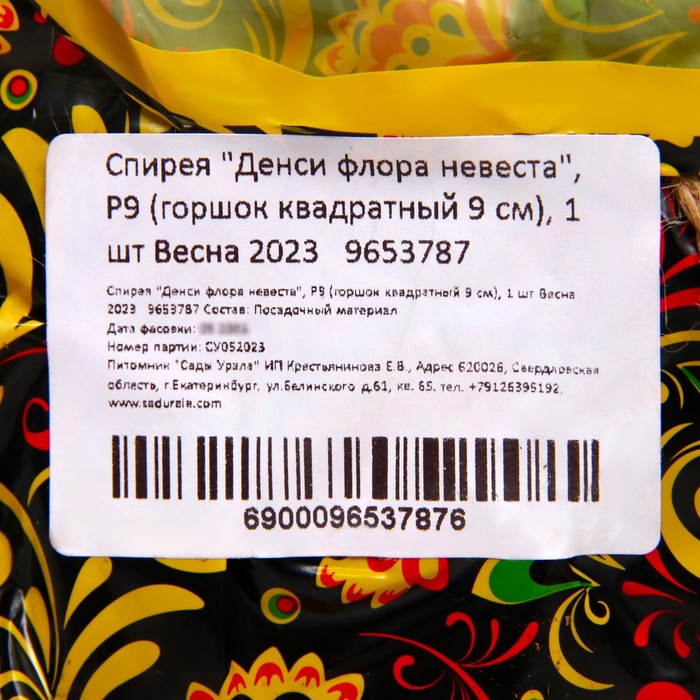 Спирея "Денси флора невеста",
Р9 (горшок квадратный 9 см), 1
шт Весна 2023 9653787
Спирея "Денси флора невеста", Р9 (горшок квадратный 9 см), 1 шт Весна
2023 9653787 Состав: Посадочный материал
Дата фасовки:
Номер партии: СУ052023
Питомник "Сады Урала" ИП Крестьянинова Е.В., Адрес 620026, Свердловская
область, г.Екатеринбург, ул.Белинского д.61, кв. 65. тел. +79126395192,
www.sadurala.com
6900096537876